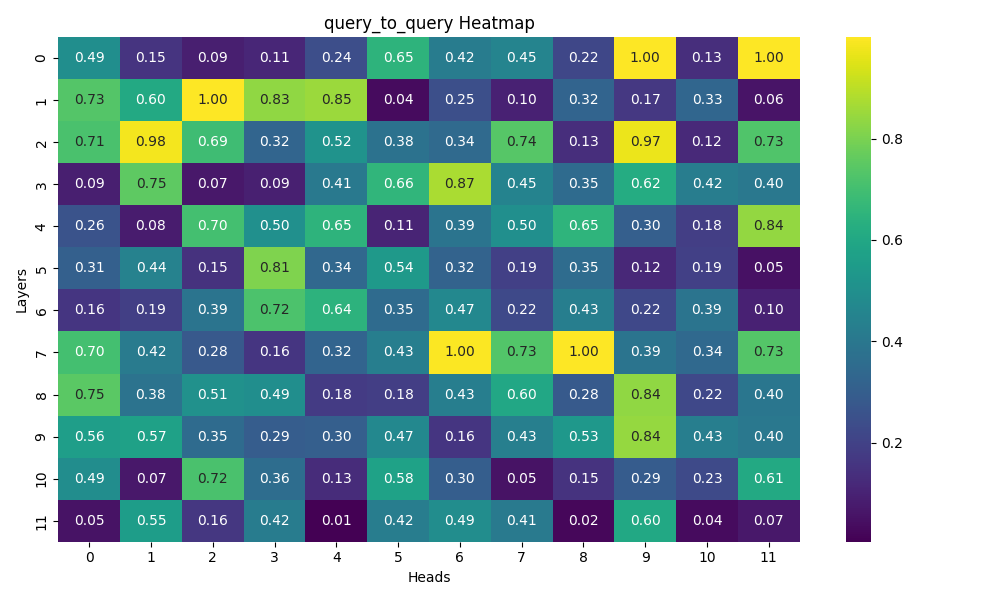 query_to_query Heatmap
0 0.49 0.15 0.09 0.11 0.24 0.65 0.42 0.45 0.22 1.00 0.13 1.00
1 0.73 0.60 1.00 0.83 0.85 0.04 0.25 0.10 0.32 0.17 0.33 0.06
2 0.71 0.98 0.69 0.32 0.52 0.38 0.34 0.74 0.13 0.97 0.12 0.73
3 0.09 0.75 0.07 0.09 0.41 0.66 0.87 0.45 0.35 0.62 0.42 0.40
4 0.26 0.08 0.70 0.50 0.65 0.11 0.39 0.50 0.65 0.30 0.18 0.84
5 0.31 0.44 0.15 0.81 0.34 0.54 0.32 0.19 0.35 0.12 0.19 0.05
6 0.16 0.19 0.39 0.72 0.64 0.35 0.47 0.22 0.43 0.22 0.39 0.10
7 0.70 0.42 0.28 0.16 0.32 0.43 1.00 0.73 1.00 0.39 0.34 0.73
8 0.75 0.38 0.51 0.49 0.18 0.18 0.43 0.60 0.28 0.84 0.22 0.40
9 0.56 0.57 0.35 0.29 0.30 0.47 0.16 0.43 0.53 0.84 0.43 0.40
10 0.49 0.07 0.72 0.36 0.13 0.58 0.30 0.05 0.15 0.29 0.23 0.61
11 0.05 0.55 0.16 0.42 0.01 0.42 0.49 0.41 0.02 0.60 0.04 0.07
0 1 2 3 4 5 6 7 8 9 10 11
Heads
Layers
0.8
0.6
0.4
0.2